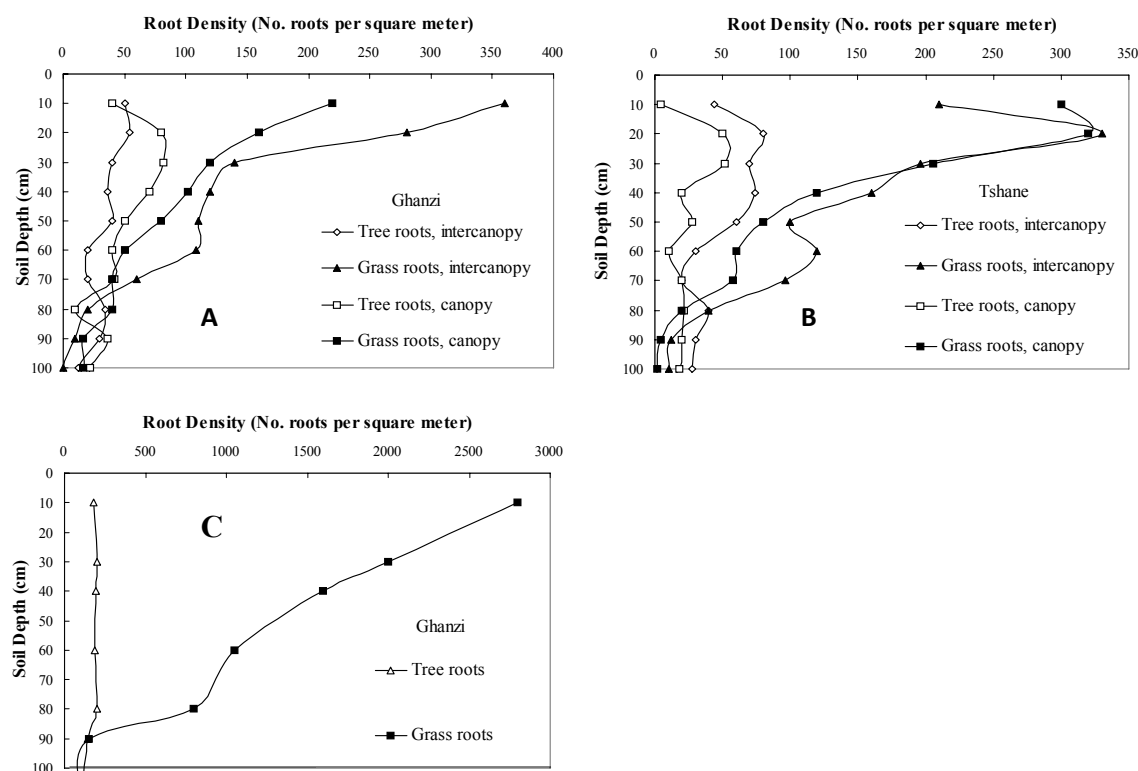 Root Density (No. roots per square meter)
0 50 100 150 200 250 300 350 400
0
10
20
30
40
50
60
70
80
90
100
Soil Depth (cm)
Ghanzi
Tree roots, intercanopy
Grass roots, intercanopy
Tree roots, canopy
Grass roots, canopy
A
Root Density (No. roots per square meter)
0 50 100 150 200 250 300 350
0
10
20
30
40
50
60
70
80
90
100
Soil Depth (cm)
Tshane
Tree roots, intercanopy
Grass roots, intercanopy
Tree roots, canopy
Grass roots, canopy
B
Root Density (No. roots per square meter)
0 500 1000 1500 2000 2500 3000
0
10
20
30
40
50
60
70
80
90
100
Soil Depth (cm)
C
Ghanzi
Tree roots
Grass roots